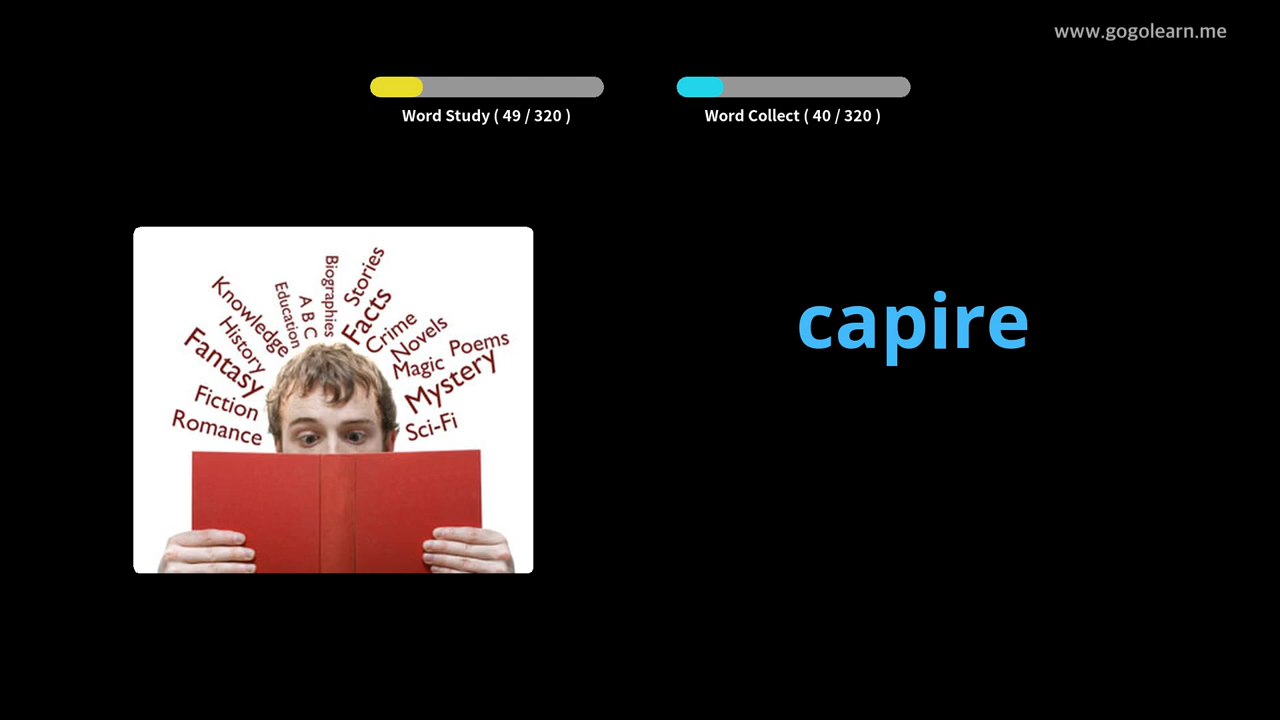 www.gogolearn.me
Word Study ( 49 / 320 )
Word Collect ( 40 / 320 )
Knowledge
Education
A B C
Biographies
Stories
Facts
Crime
Novels
Poems
Magic
Mystery
Sci-Fi
History
Fantasy
Fiction
Romance
capire